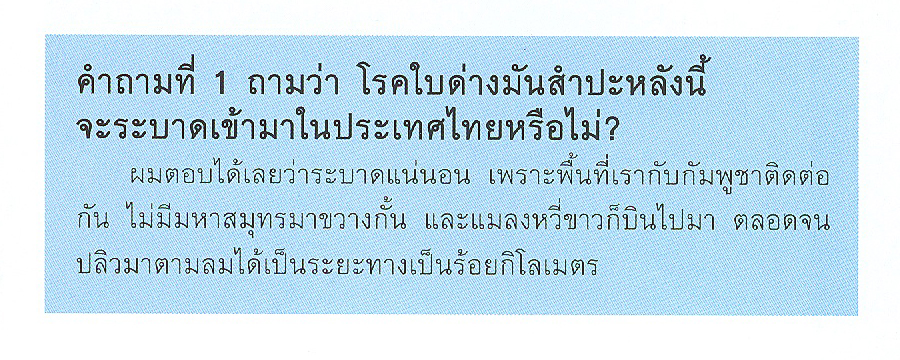 คำถามที่ 1 ถามว่า โรคใบด่างมันสำปะหลังนี้
จะระบาดเข้ามาในประเทศไทยหรือไม่?
ผมตอบได้เลยว่าระบาดแน่นอน เพราะพื้นที่เรากับกัมพูชาติดต่อ
กัน ไม่มีมหาสมุทรมาขวางกั้น และแมลงหวี่ขาวก็บินไปมา ตลอดจน
ปลิวมาตามลมได้เป็นระยะทางเป็นร้อยกิโลเมตร